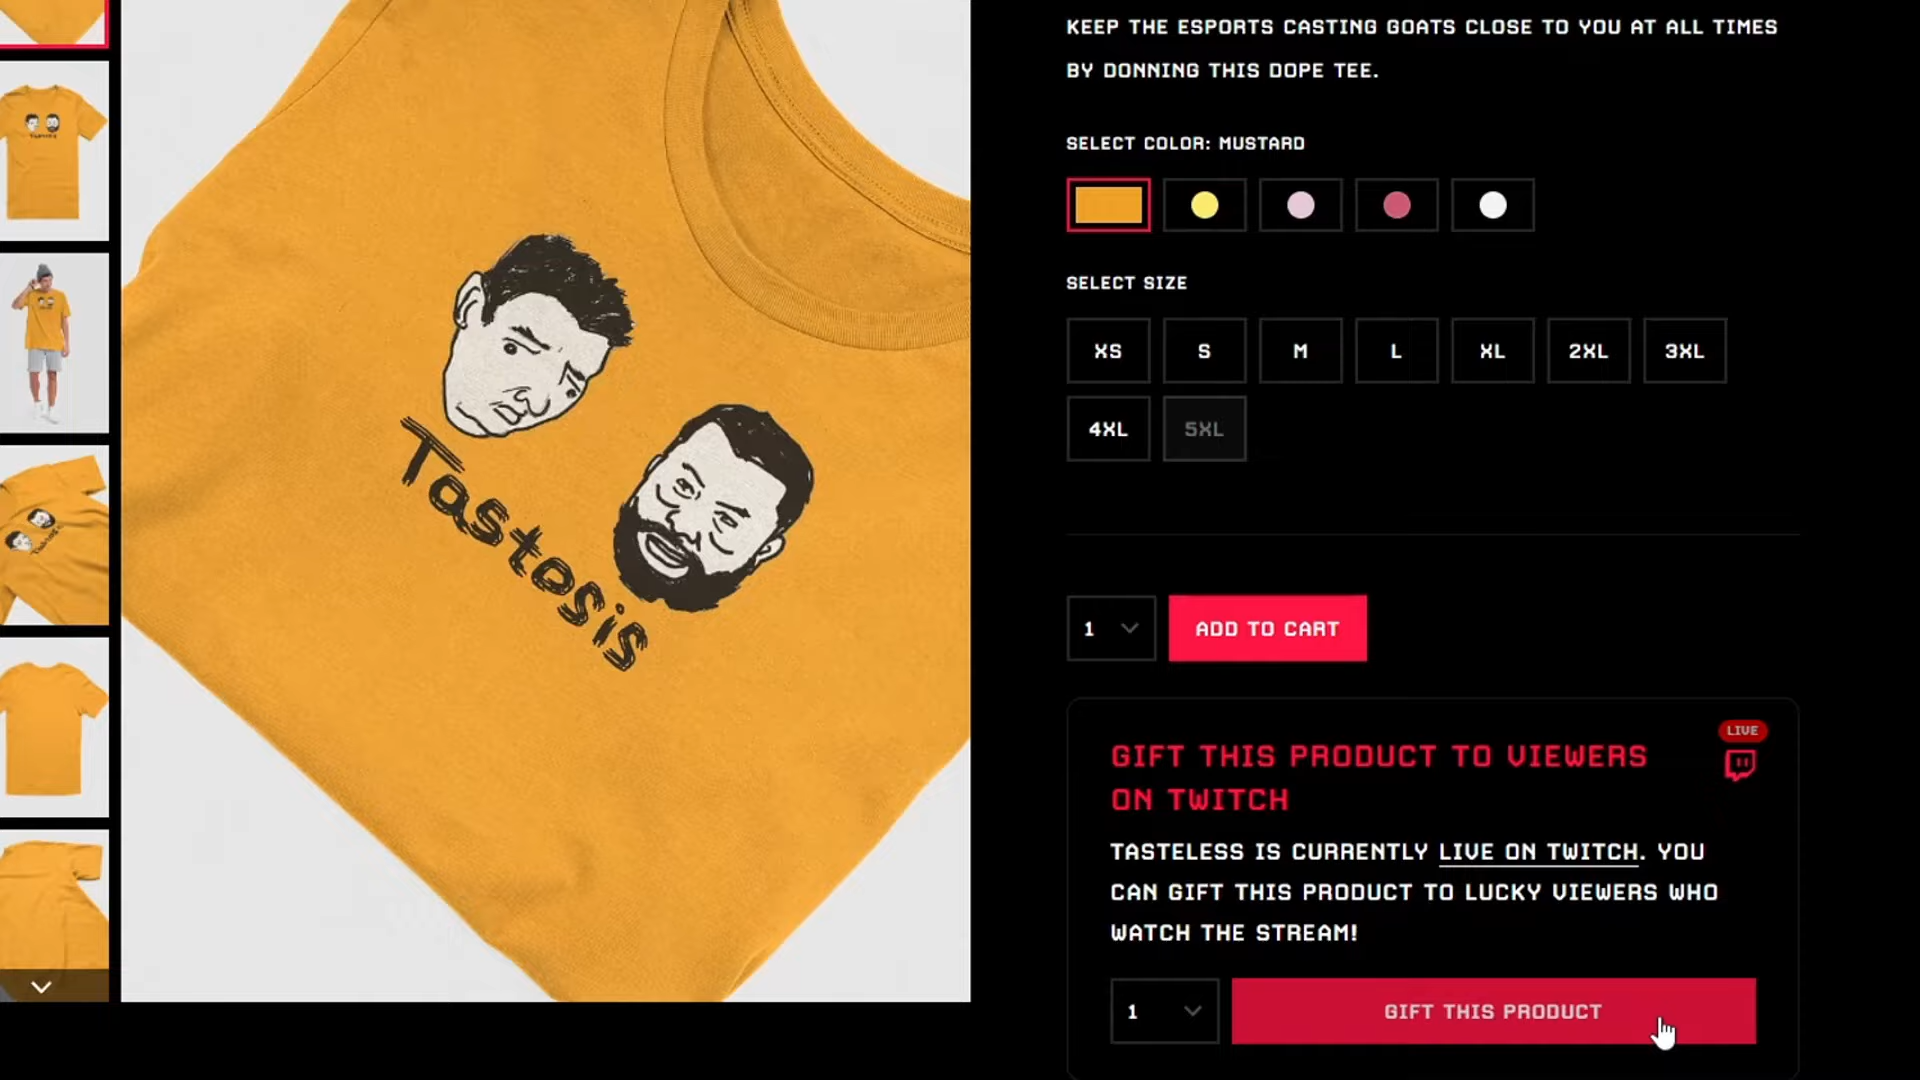 Tastosis
KEEP THE ESPORTS CASTING GOATS CLOSE TO YOU AT ALL TIMES
BY DONNING THIS DOPE TEE.
SELECT COLOR: MUSTARD
SELECT SIZE
XS S M L XL 2XL 3XL
4XL 5XL
1 ADD TO CART
LIVE
GIFT THIS PRODUCT TO VIEWERS
ON TWITCH
TASTELESS IS CURRENTLY LIVE ON TWITCH. YOU
CAN GIFT THIS PRODUCT TO LUCKY VIEWERS WHO
WATCH THE STREAM!
1 GIFT THIS PRODUCT